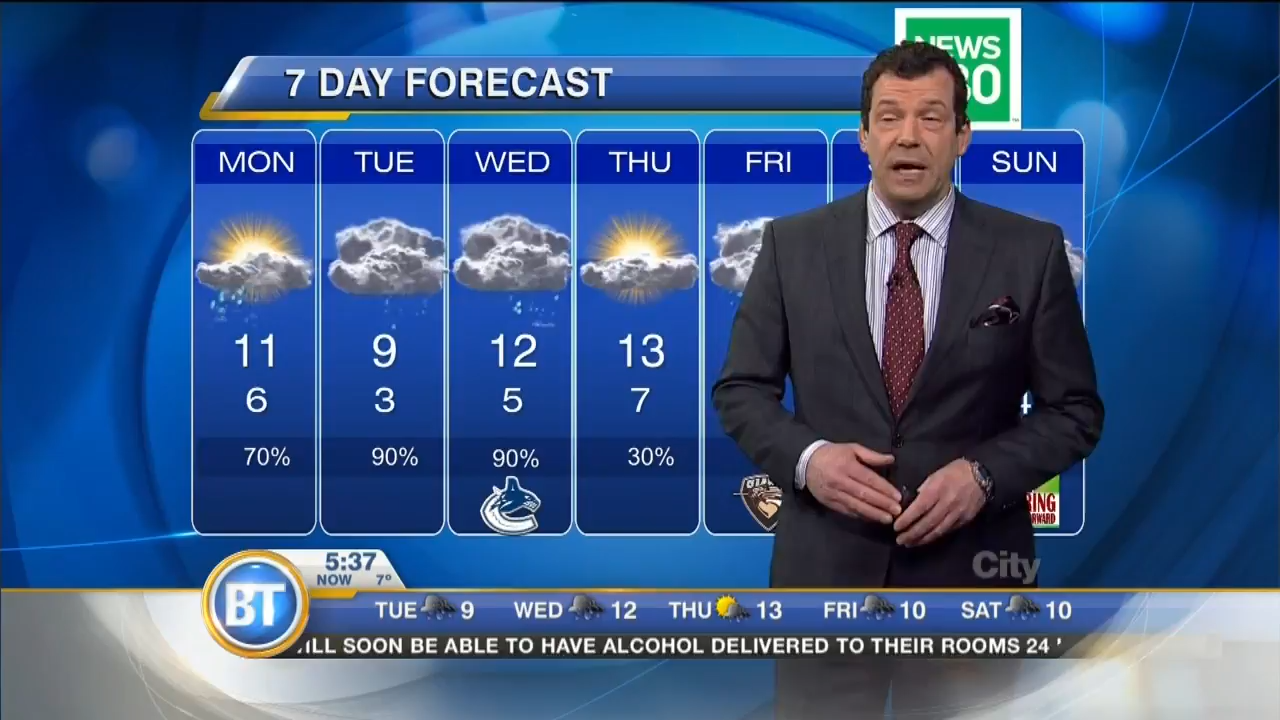 NEWS
7 DAY FORECAST
MON TUE WED THU FRI SUN
11 9 12 13
6 3 5 7
70% 90% 90% 30%
City
5:37
NOW 7°
BT
TUE 9 WED 12 THU 13 FRI 10 SAT 10
ILL SOON BE ABLE TO HAVE ALCOHOL DELIVERED TO THEIR ROOMS 24